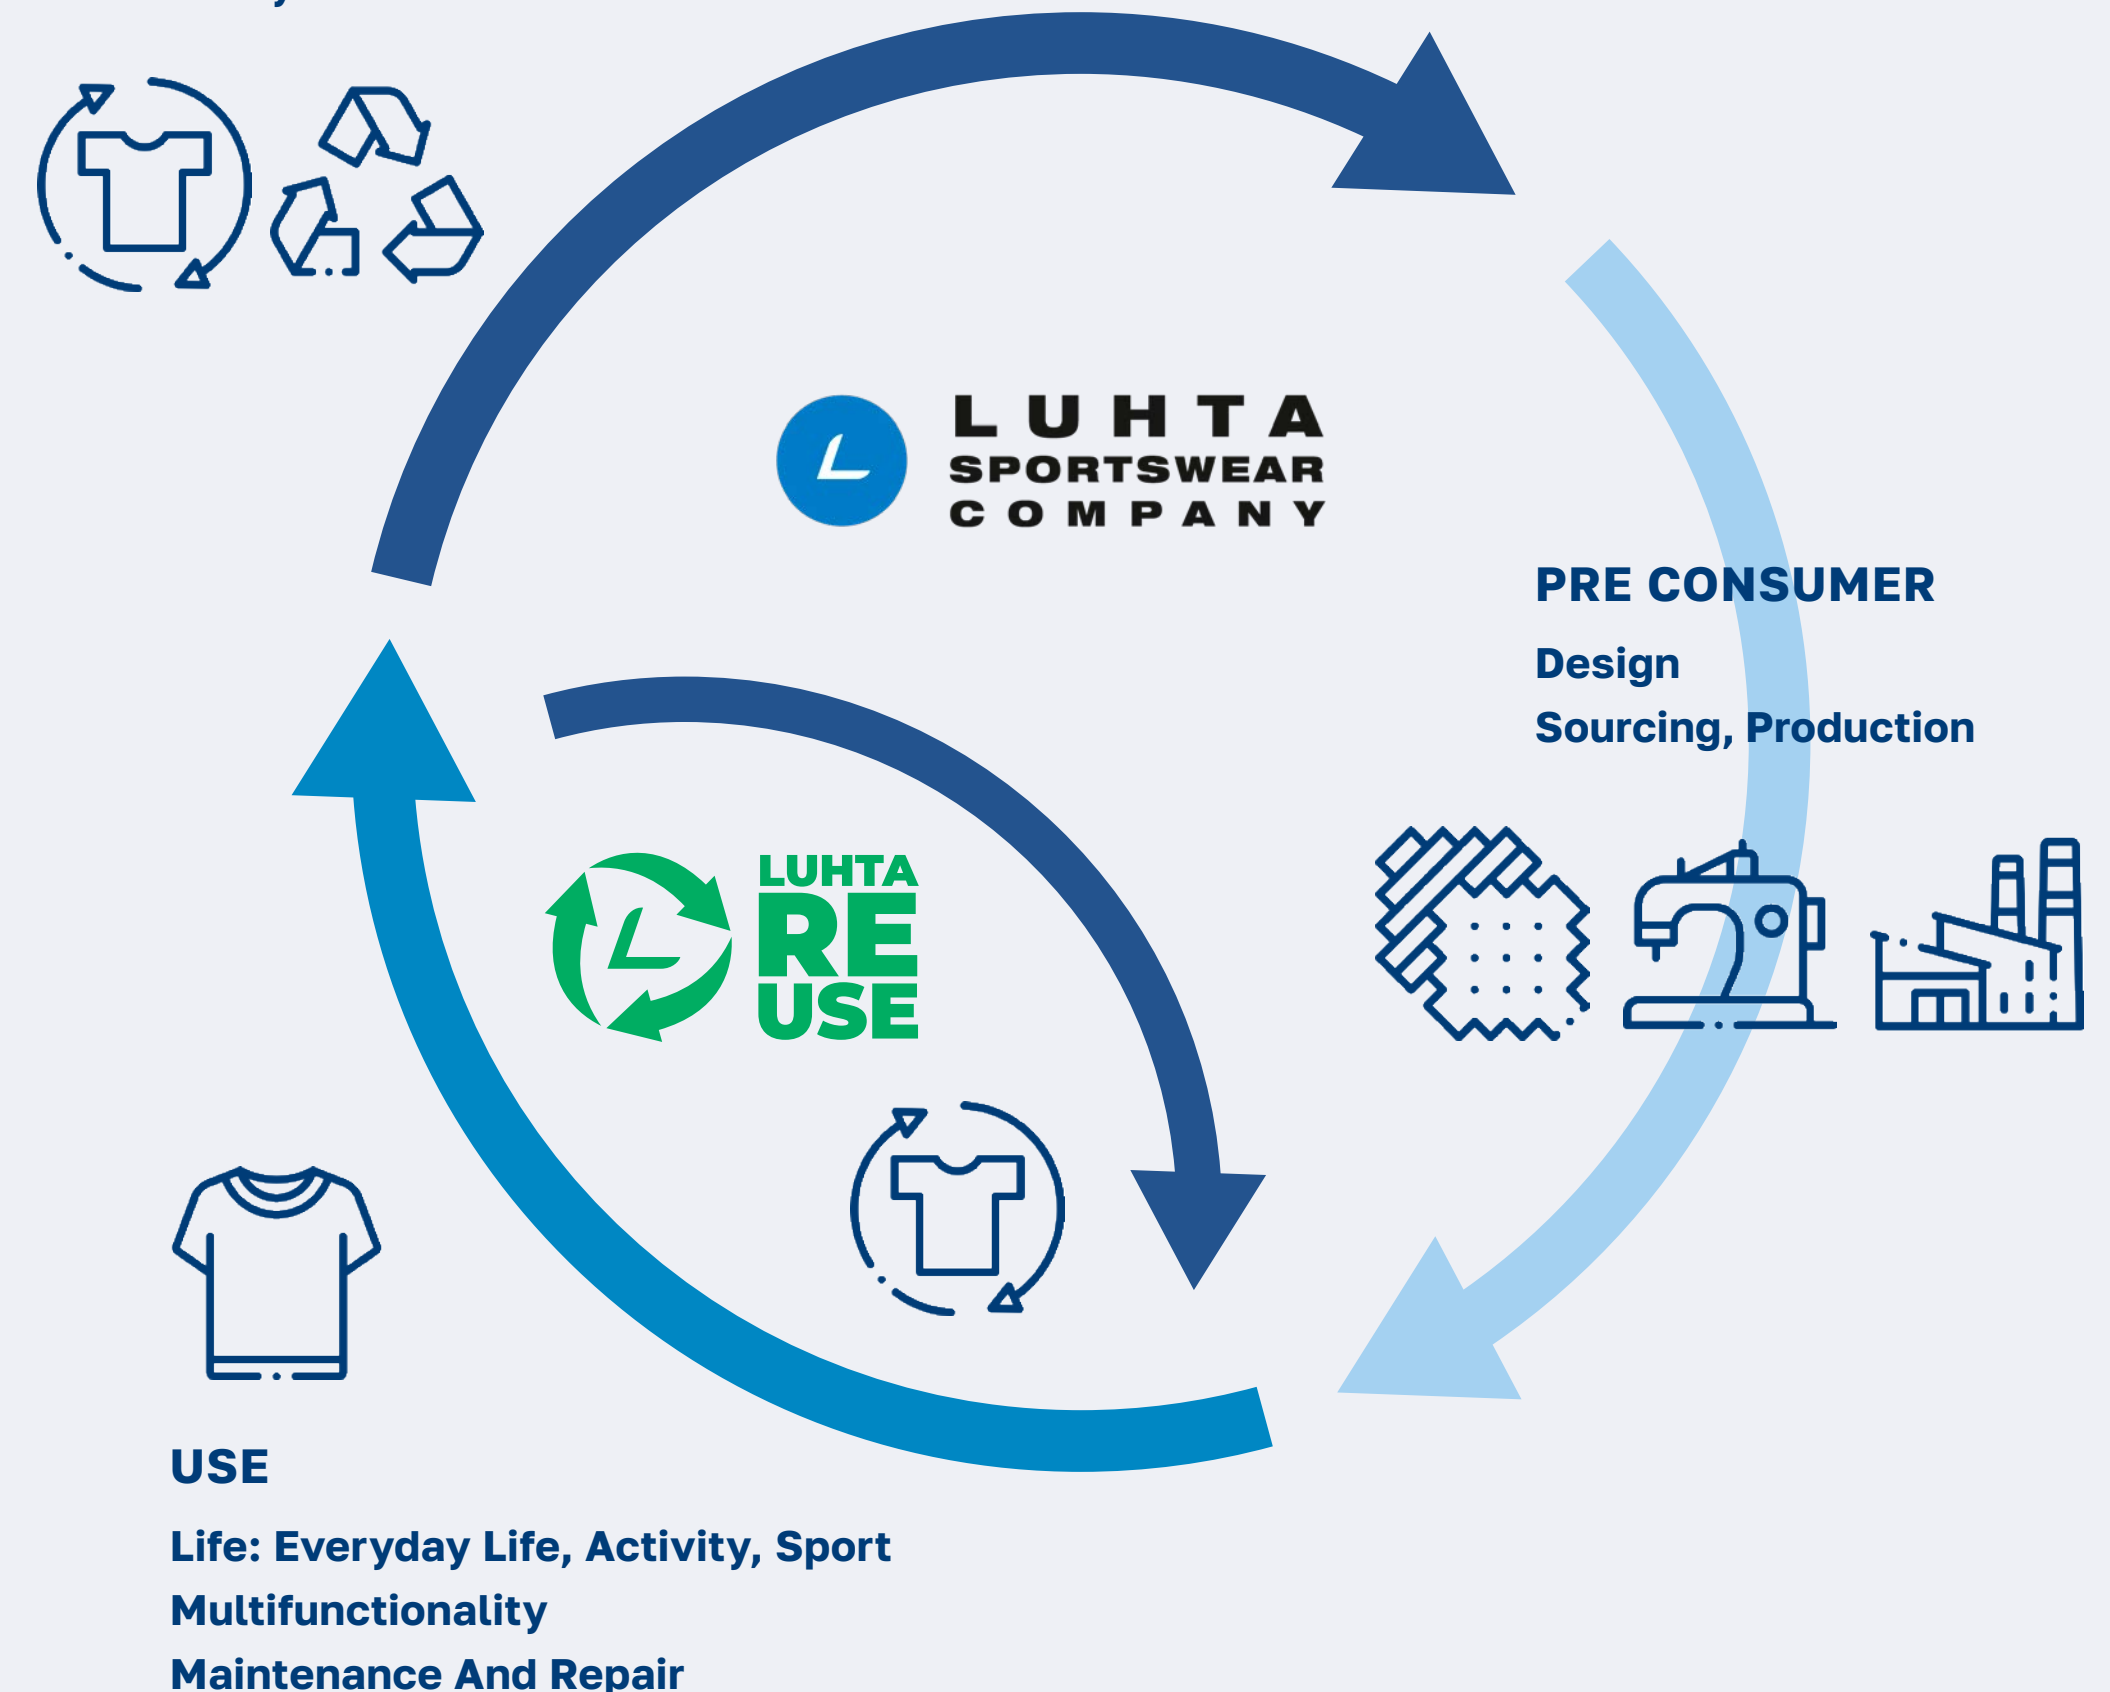 LUHTA
SPORTSWEAR
COMPANY
PRE CONSUMER
Design
Sourcing, Production
LUHTA
RE
USE
USE
Life: Everyday Life, Activity, Sport
Multifunctionality
Maintenance And Repair